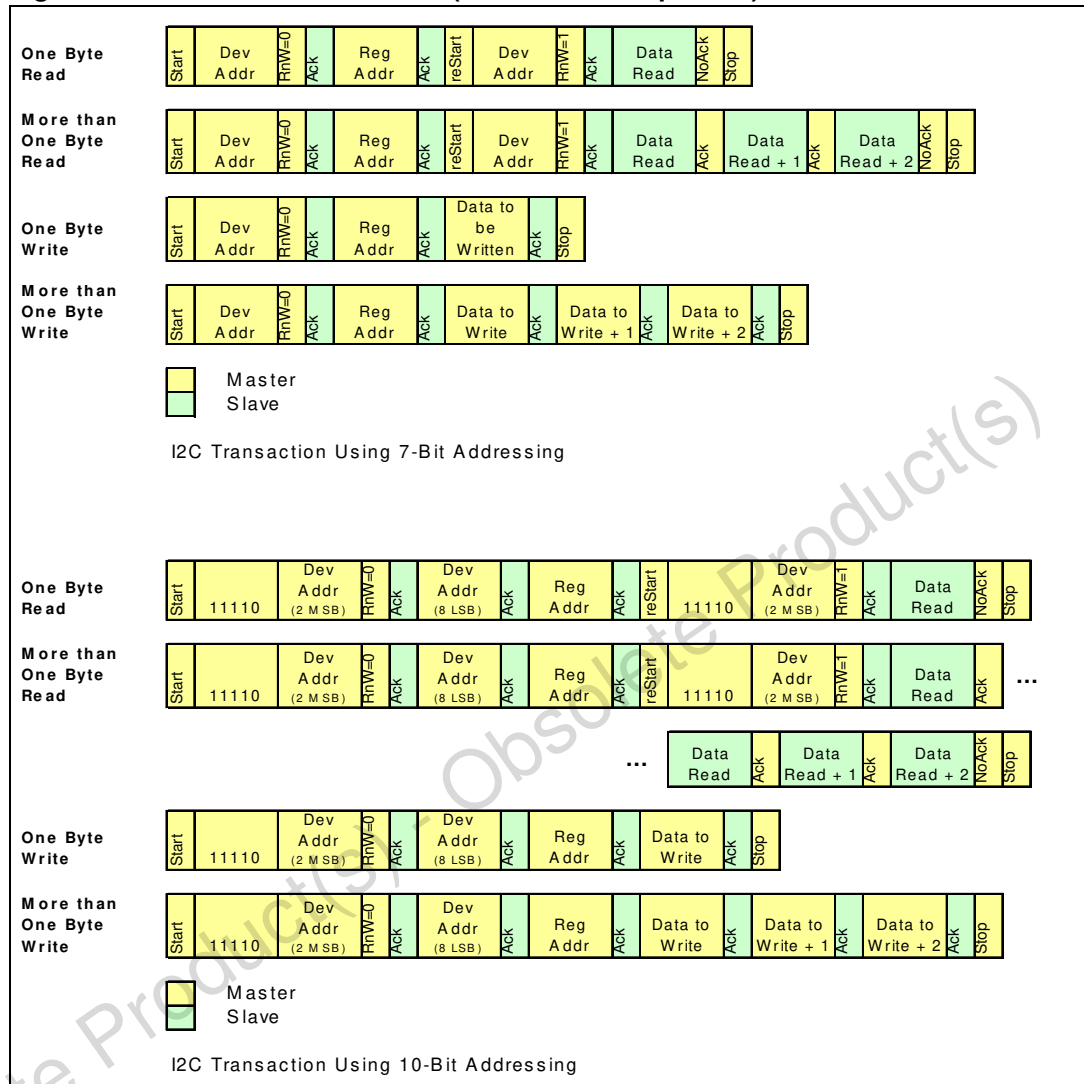 One Byte
Read
Start
Dev
Addr
RnW=0
Ack
Reg
Addr
Ack
reStart
Dev
Addr
RnW=1
Ack
Data
Read
NoAck
Stop
More than
One Byte
Read
Start
Dev
Addr
RnW=0
Ack
Reg
Addr
Ack
reStart
Dev
Addr
RnW=1
Ack
Data
Read
Ack
Data
Read + 1
Ack
Data
Read + 2
NoAck
Stop
One Byte
Write
Start
Dev
Addr
RnW=0
Ack
Reg
Addr
Ack
Data to
be
Written
Ack
Stop
More than
One Byte
Write
Start
Dev
Addr
RnW=0
Ack
Reg
Addr
Ack
Data to
Write
Ack
Data to
Write + 1
Ack
Data to
Write + 2
Ack
Stop
Master
Slave
I2C Transaction Using 7-Bit Addressing
One Byte
Read
Start
11110
Dev
Addr
(2 MSB)
RnW=0
Ack
Dev
Addr
(8 LSB)
Ack
Reg
Addr
Ack
reStart
11110
Dev
Addr
(2 MSB)
RnW=1
Ack
Data
Read
NoAck
Stop
More than
One Byte
Read
Start
11110
Dev
Addr
(2 MSB)
RnW=0
Ack
Dev
Addr
(8 LSB)
Ack
Reg
Addr
Ack
reStart
11110
Dev
Addr
(2 MSB)
RnW=1
Ack
Data
Read
Ack
...
...
Data
Read
Ack
Data
Read + 1
Ack
Data
Read + 2
NoAck
Stop
One Byte
Write
Start
11110
Dev
Addr
(2 MSB)
RnW=0
Ack
Dev
Addr
(8 LSB)
Ack
Reg
Addr
Ack
Data to
Write
Ack
Stop
More than
One Byte
Write
Start
11110
Dev
Addr
(2 MSB)
RnW=0
Ack
Dev
Addr
(8 LSB)
Ack
Reg
Addr
Ack
Data to
Write
Ack
Data to
Write + 1
Ack
Data to
Write + 2
Ack
Stop
Master
Slave
I2C Transaction Using 10-Bit Addressing
ete Product(s) - Obsolete Product(s)